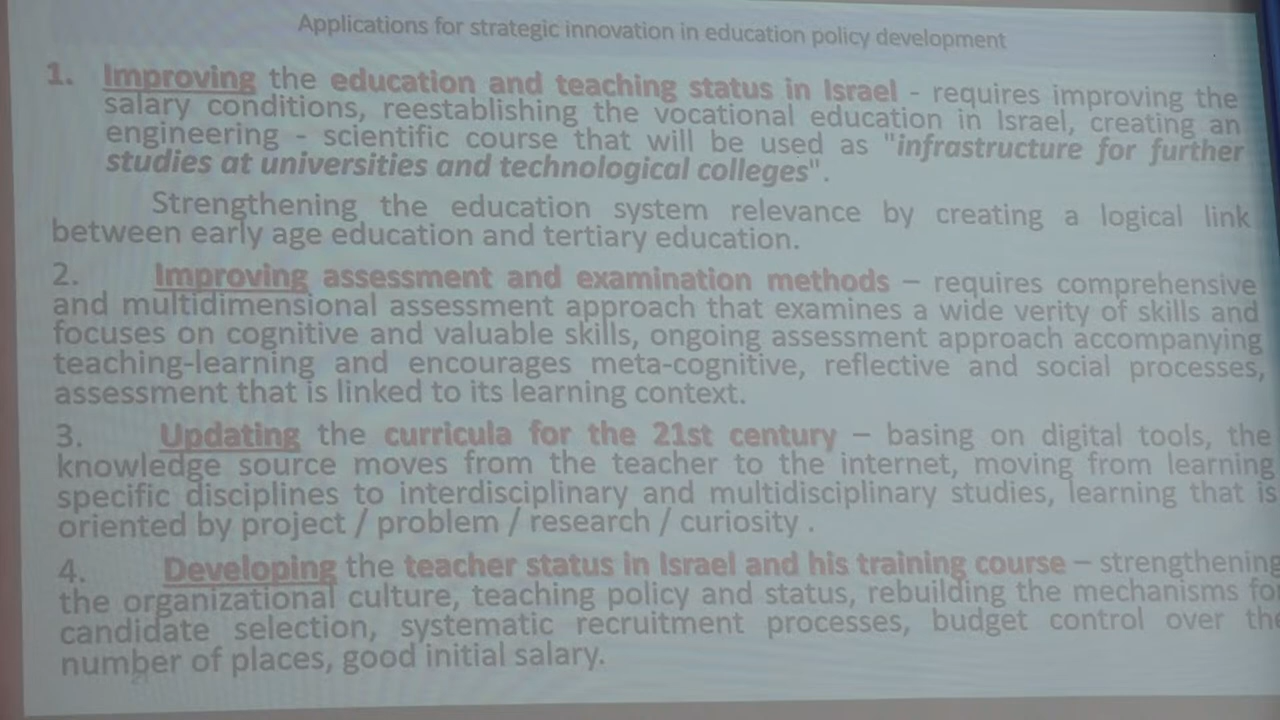 Applications for strategic innovation in education policy development
1. Improving the education and teaching status in Israel - requires improving the
salary conditions, reestablishing the vocational education in Israel, creating an
engineering - scientific course that will be used as "infrastructure for further
studies at universities and technological colleges".
Strengthening the education system relevance by creating a logical link
between early age education and tertiary education.
2. Improving assessment and examination methods – requires comprehensive
and multidimensional assessment approach that examines a wide verity of skills and
focuses on cognitive and valuable skills, ongoing assessment approach accompanying
teaching-learning and encourages meta-cognitive, reflective and social processes,
assessment that is linked to its learning context.
3. Updating the curricula for the 21st century – basing on digital tools, the
knowledge source moves from the teacher to the internet, moving from learning
specific disciplines to interdisciplinary and multidisciplinary studies, learning that is
oriented by project / problem / research / curiosity .
4. Developing the teacher status in Israel and his training course – strengthening
the organizational culture, teaching policy and status, rebuilding the mechanisms for
candidate selection, systematic recruitment processes, budget control over the
number of places, good initial salary.